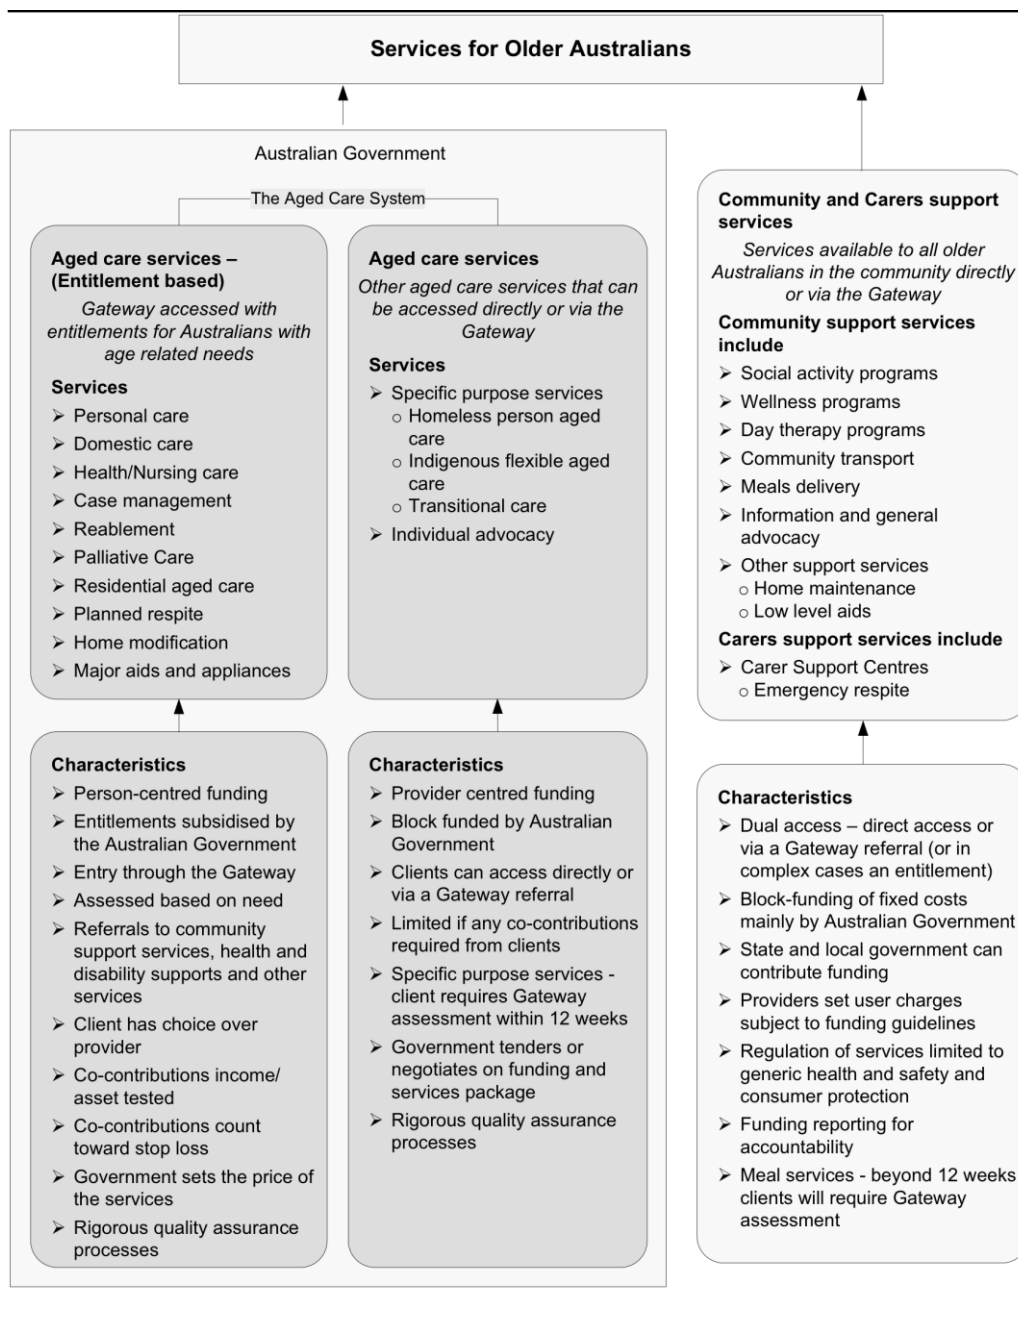 Services for Older Australians
Australian Government
The Aged Care System
Aged care services –
(Entitlement based)
Gateway accessed with
entitlements for Australians with
age related needs
Services
➢ Personal care
➢ Domestic care
➢ Health/Nursing care
➢ Case management
➢ Reablement
➢ Palliative Care
➢ Residential aged care
➢ Planned respite
➢ Home modification
➢ Major aids and appliances
Characteristics
➢ Person-centred funding
➢ Entitlements subsidised by
the Australian Government
➢ Entry through the Gateway
➢ Assessed based on need
➢ Referrals to community
support services, health and
disability supports and other
services
➢ Client has choice over
provider
➢ Co-contributions income/
asset tested
➢ Co-contributions count
toward stop loss
➢ Government sets the price of
the services
➢ Rigorous quality assurance
processes
Aged care services
Other aged care services that can
be accessed directly or via the
Gateway
Services
➢ Specific purpose services
o Homeless person aged
care
o Indigenous flexible aged
care
o Transitional care
➢ Individual advocacy
Characteristics
➢ Provider centred funding
➢ Block funded by Australian
Government
➢ Clients can access directly or
via a Gateway referral
➢ Limited if any co-contributions
required from clients
➢ Specific purpose services -
client requires Gateway
assessment within 12 weeks
➢ Government tenders or
negotiates on funding and
services package
➢ Rigorous quality assurance
processes
Community and Carers support
services
Services available to all older
Australians in the community directly
or via the Gateway
Community support services
include
➢ Social activity programs
➢ Wellness programs
➢ Day therapy programs
➢ Community transport
➢ Meals delivery
➢ Information and general
advocacy
➢ Other support services
o Home maintenance
o Low level aids
Carers support services include
➢ Carer Support Centres
o Emergency respite
Characteristics
➢ Dual access – direct access or
via a Gateway referral (or in
complex cases an entitlement)
➢ Block-funding of fixed costs
mainly by Australian Government
➢ State and local government can
contribute funding
➢ Providers set user charges
subject to funding guidelines
➢ Regulation of services limited to
generic health and safety and
consumer protection
➢ Funding reporting for
accountability
➢ Meal services - beyond 12 weeks
clients will require Gateway
assessment